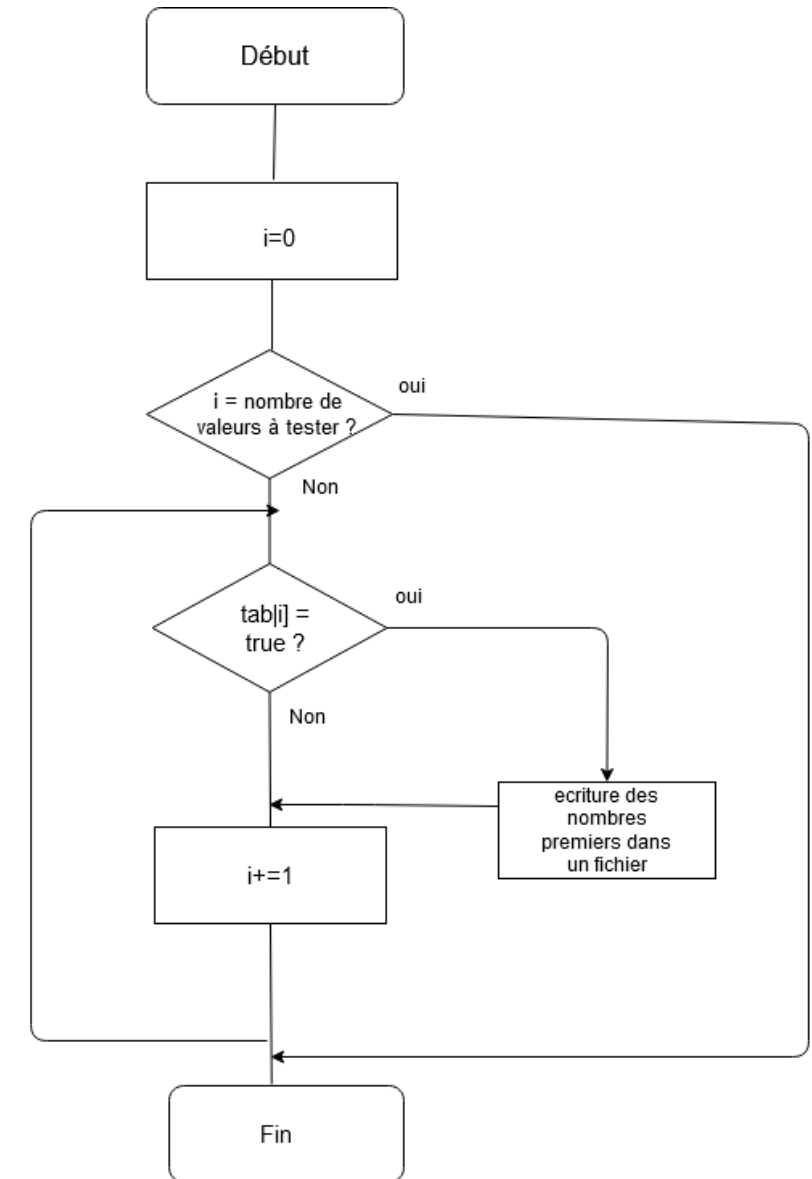 Début
i=0
i = nombre de
valeurs à tester ?
oui
Non
tab|i] =
true ?
oui
Non
ecriture des
nombres
premiers dans
un fichier
i+=1
Fin